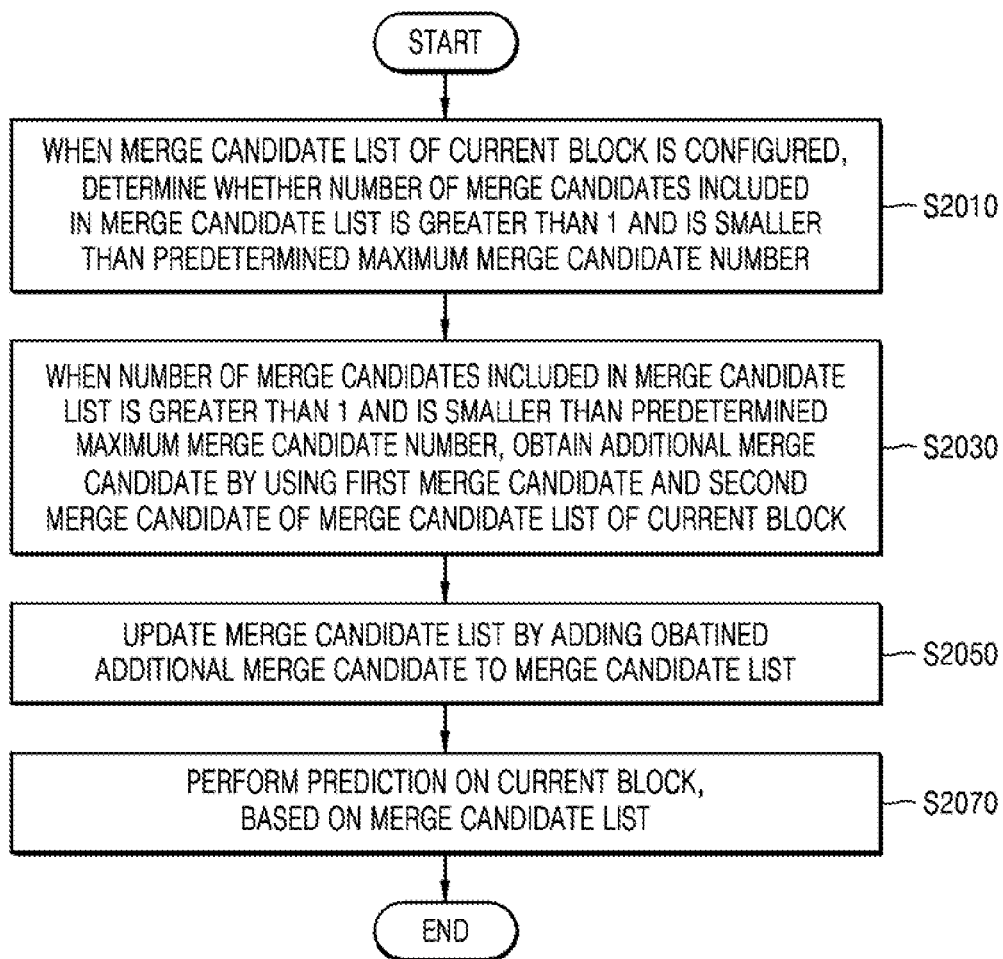 START
WHEN MERGE CANDIDATE LIST OF CURRENT BLOCK IS CONFIGURED,
DETERMINE WHETHER NUMBER OF MERGE CANDIDATES INCLUDED
IN MERGE CANDIDATE LIST IS GREATER THAN 1 AND IS SMALLER
THAN PREDETERMINED MAXIMUM MERGE CANDIDATE NUMBER
S2010
WHEN NUMBER OF MERGE CANDIDATES INCLUDED IN MERGE CANDIDATE
LIST IS GREATER THAN 1 AND IS SMALLER THAN PREDETERMINED
MAXIMUM MERGE CANDIDATE NUMBER, OBTAIN ADDITIONAL MERGE
CANDIDATE BY USING FIRST MERGE CANDIDATE AND SECOND
MERGE CANDIDATE OF MERGE CANDIDATE LIST OF CURRENT BLOCK
S2030
UPDATE MERGE CANDIDATE LIST BY ADDING OBATINED
ADDITIONAL MERGE CANDIDATE TO MERGE CANDIDATE LIST
S2050
PERFORM PREDICTION ON CURRENT BLOCK,
BASED ON MERGE CANDIDATE LIST
S2070
END